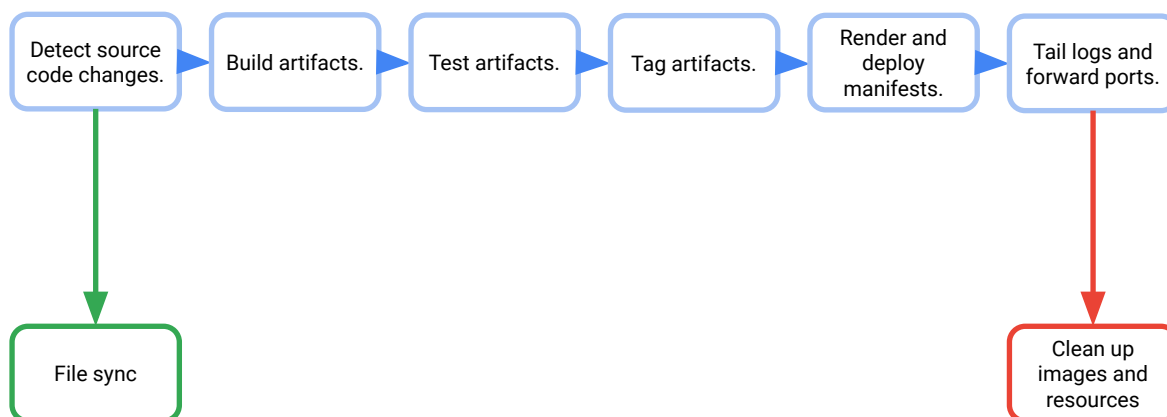 Detect source
code changes.
Build artifacts.
Test artifacts.
Tag artifacts.
Render and
deploy
manifests.
Tail logs and
forward ports.
File sync
Clean up
images and
resources